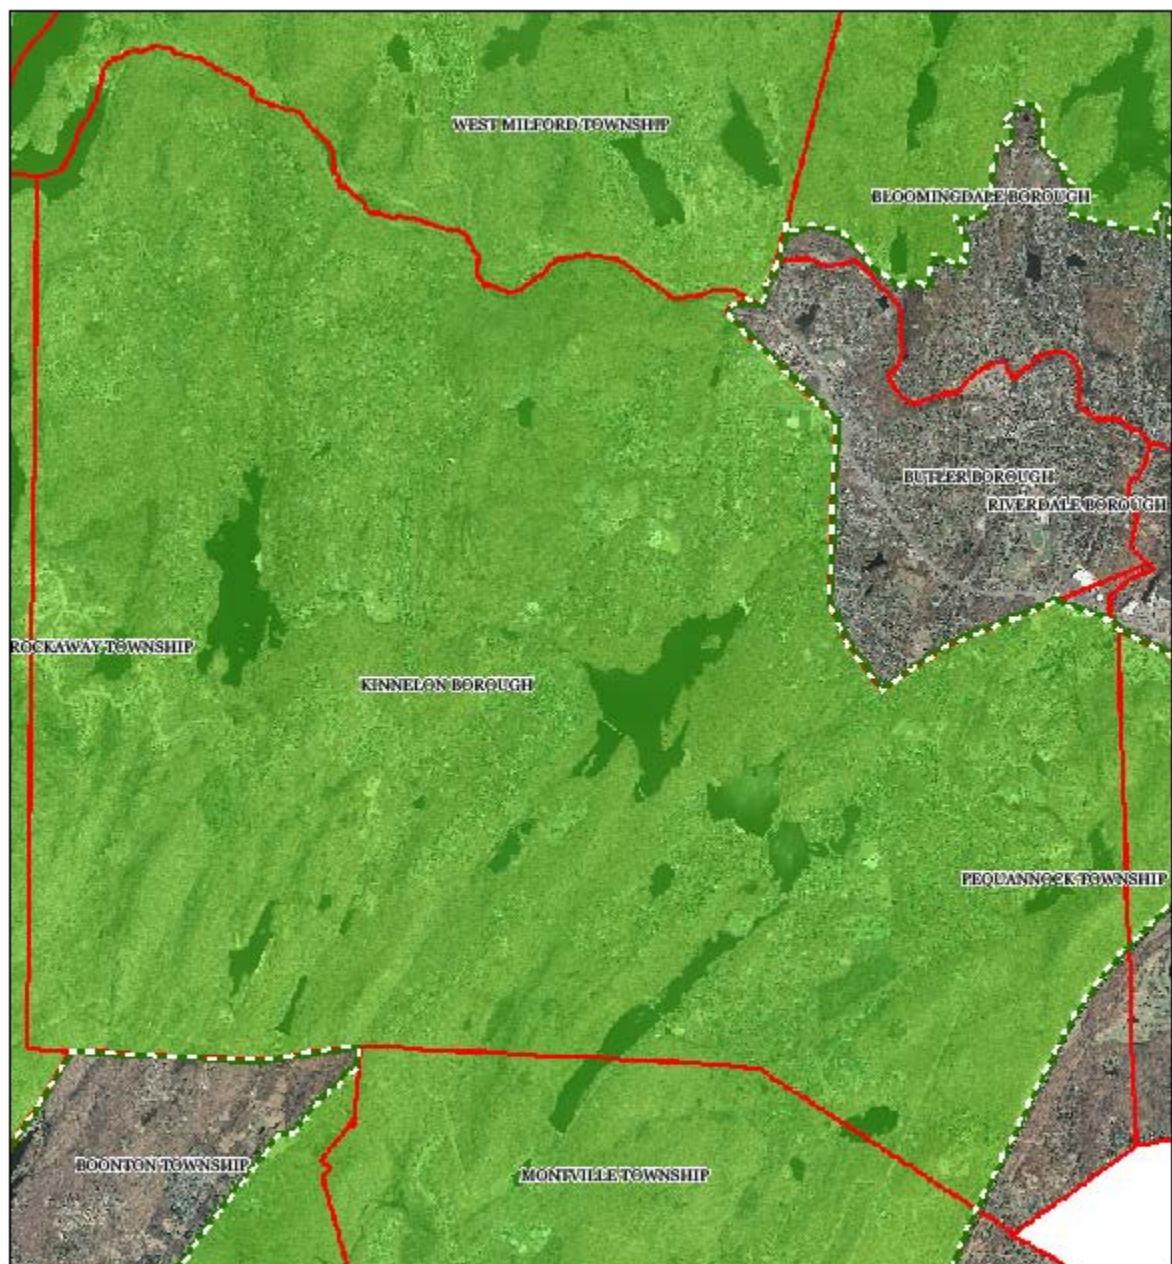 WEST MILFORD TOWNSHIP
BLOOMINGDALE BOROUGH
BUTLER BOROUGH
RIVERDALE BOROUGH
ROCKAWAY TOWNSHIP
KINNELON BOROUGH
PEQUANNOCK TOWNSHIP
BOONTON TOWNSHIP
MONTVILLE TOWNSHIP